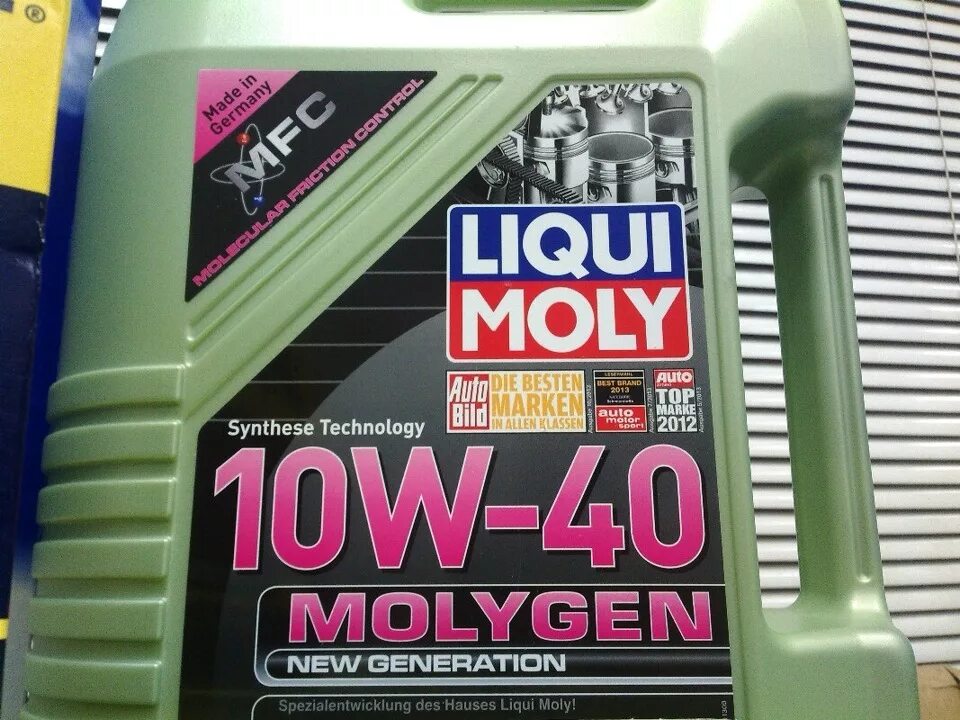 ®
Made in
Germany
MFC
MOLECULAR FRICTION CONTROL
LIQUI
MOLY
Auto
Bild
DIE BESTEN
MARKEN
IN ALLEN KLASSEN
LESERWAHL
BEST BRAND
2013
auto
motor
sport
Auto
TOP
MARKE
2012
Synthese Technology
10W-40
MOLYGEN
NEW GENERATION
Spezialentwicklung des Hauses Liqui Moly!